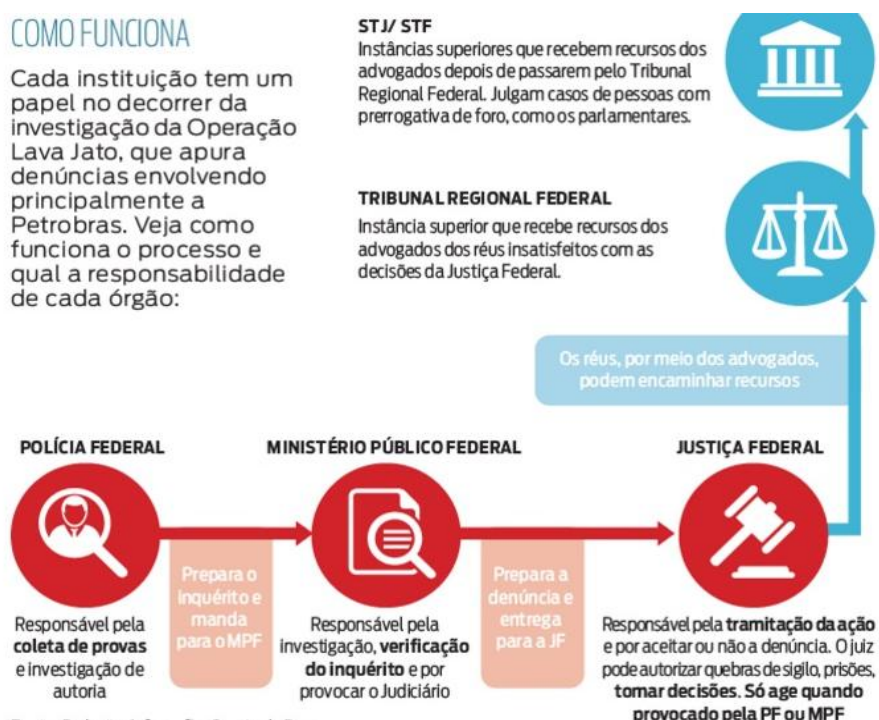 COMO FUNCIONA
Cada instituição tem um
papel no decorrer da
investigação da Operação
Lava Jato, que apura
denúncias envolvendo
principalmente a
Petrobras. Veja como
funciona o processo e
qual a responsabilidade
de cada órgão:
STJ/ STF
Instâncias superiores que recebem recursos dos
advogados depois de passarem pelo Tribunal
Regional Federal. Julgam casos de pessoas com
prerrogativa de foro, como os parlamentares.
TRIBUNAL REGIONAL FEDERAL
Instância superior que recebe recursos dos
advogados dos réus insatisfeitos com as
decisões da Justiça Federal.
Os réus, por meio dos advogados,
podem encaminhar recursos
POLÍCIA FEDERAL
Responsável pela
coleta de provas
e investigação de
autoria
Prepara o
inquérito e
manda
para o MPF
MINISTÉRIO PÚBLICO FEDERAL
Responsável pela
investigação, verificação
do inquérito e por
provocar o Judiciário
Prepara a
denúncia e
entrega
para a JF
JUSTIÇA FEDERAL
Responsável pela tramitação da ação
e por aceitar ou não a denúncia. O juiz
pode autorizar quebras de sigilo, prisões,
tomar decisões. Só age quando
provocado pela PF ou MPF